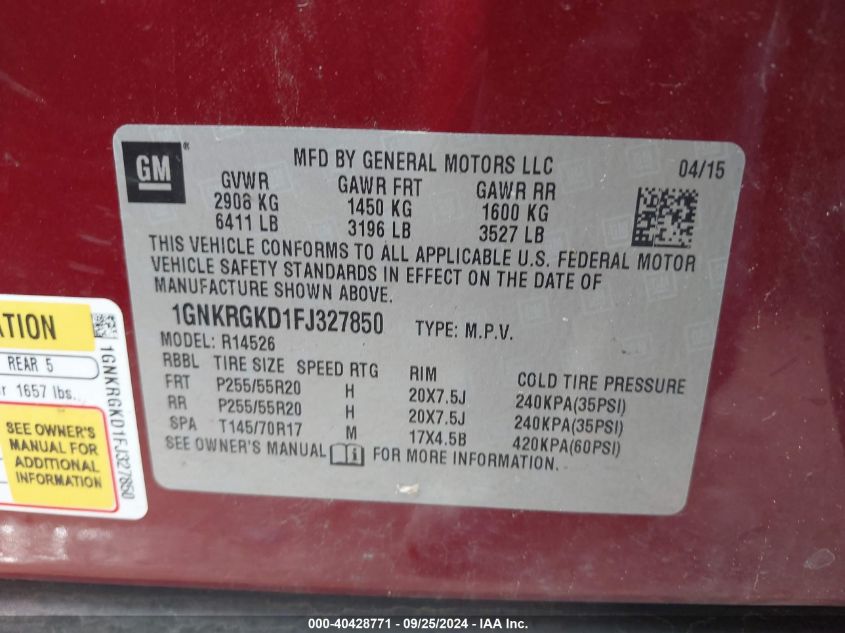 GM
MFD BY GENERAL MOTORS LLC
04/15
GVWR GAWR FRT GAWR RR
2908 KG 1450 KG 1600 KG
6411 LB 3196 LB 3527 LB
THIS VEHICLE CONFORMS TO ALL APPLICABLE U.S. FEDERAL MOTOR
VEHICLE SAFETY STANDARDS IN EFFECT ON THE DATE OF
MANUFACTURE SHOWN ABOVE.
1GNKRGKD1FJ327850 TYPE: M.P.V.
MODEL: R14526
RBBL TIRE SIZE SPEED RTG RIM COLD TIRE PRESSURE
FRT P255/55R20 H 20X7.5J 240KPA(35PSI)
RR P255/55R20 H 20X7.5J 240KPA(35PSI)
SPA T145/70R17 M 17X4.5B 420KPA(60PSI)
SEE OWNER'S MANUAL FOR MORE INFORMATION.
REAR 5
1657 lbs.
SEE OWNER'S
MANUAL FOR
ADDITIONAL
INFORMATION
1GNKRGKD1FJ327850
000-40428771 - 09/25/2024 - IAA, Inc.